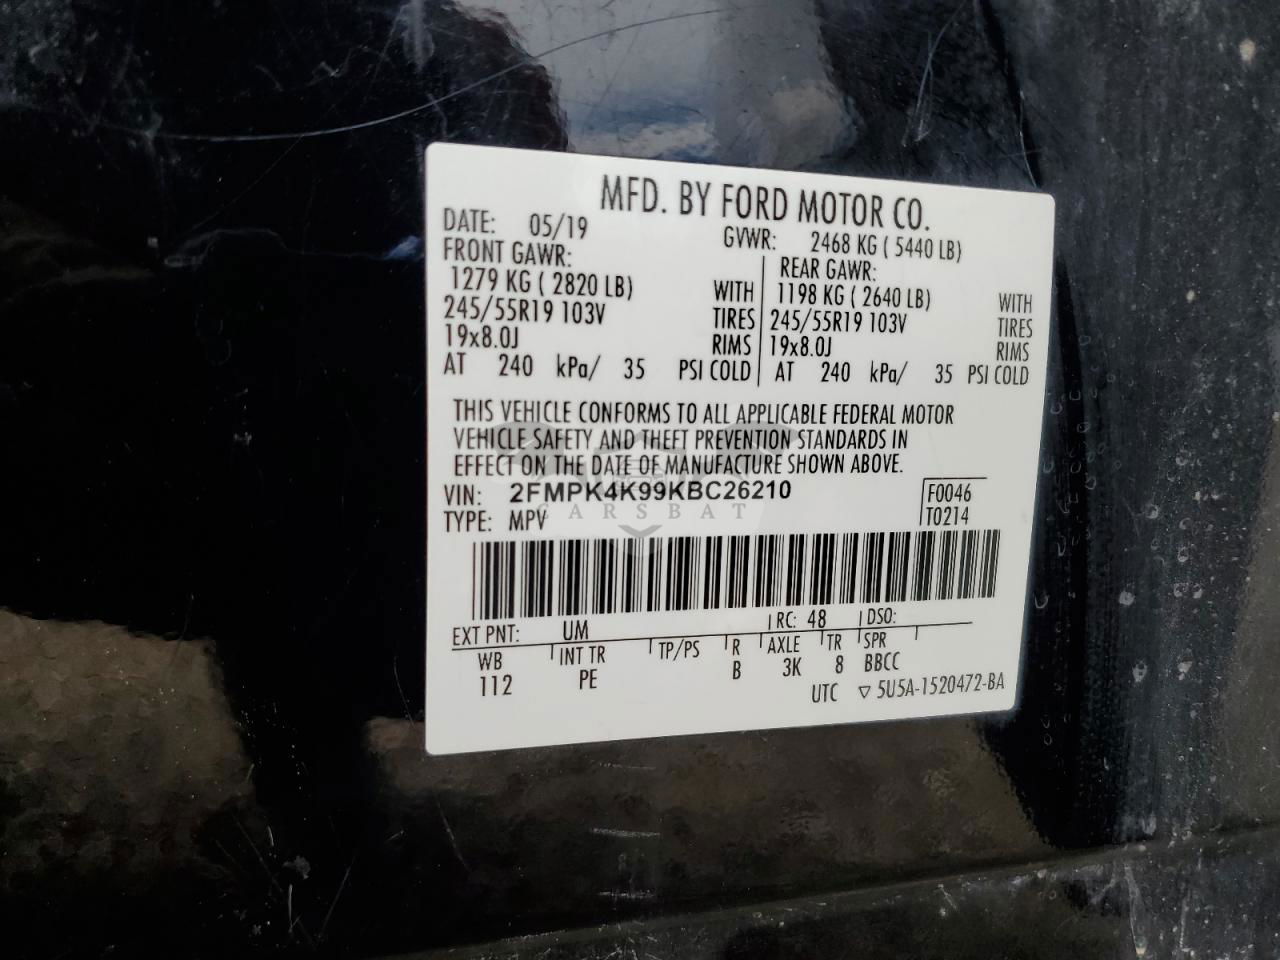 MFD. BY FORD MOTOR CO.
DATE: 05/19 GVWR: 2468 KG ( 5440 LB)
FRONT GAWR: REAR GAWR:
1279 KG ( 2820 LB) WITH 1198 KG ( 2640 LB) WITH
245/55R19 103V TIRES 245/55R19 103V TIRES
19x8.0J RIMS 19x8.0J RIMS
AT 240 kPa/ 35 PSI COLD AT 240 kPa/ 35 PSI COLD
THIS VEHICLE CONFORMS TO ALL APPLICABLE FEDERAL MOTOR
VEHICLE SAFETY AND THEFT PREVENTION STANDARDS IN
EFFECT ON THE DATE OF MANUFACTURE SHOWN ABOVE.
VIN: 2FMPK4K99KBC26210 F0046
TYPE: MPV T0214
CARSBAT
EXT PNT: UM RC: 48 DSO:
WB INT TR TP/PS R AXLE TR SPR
112 PE B 3K 8 BBCC
UTC ▽ 5U5A-1520472-BA